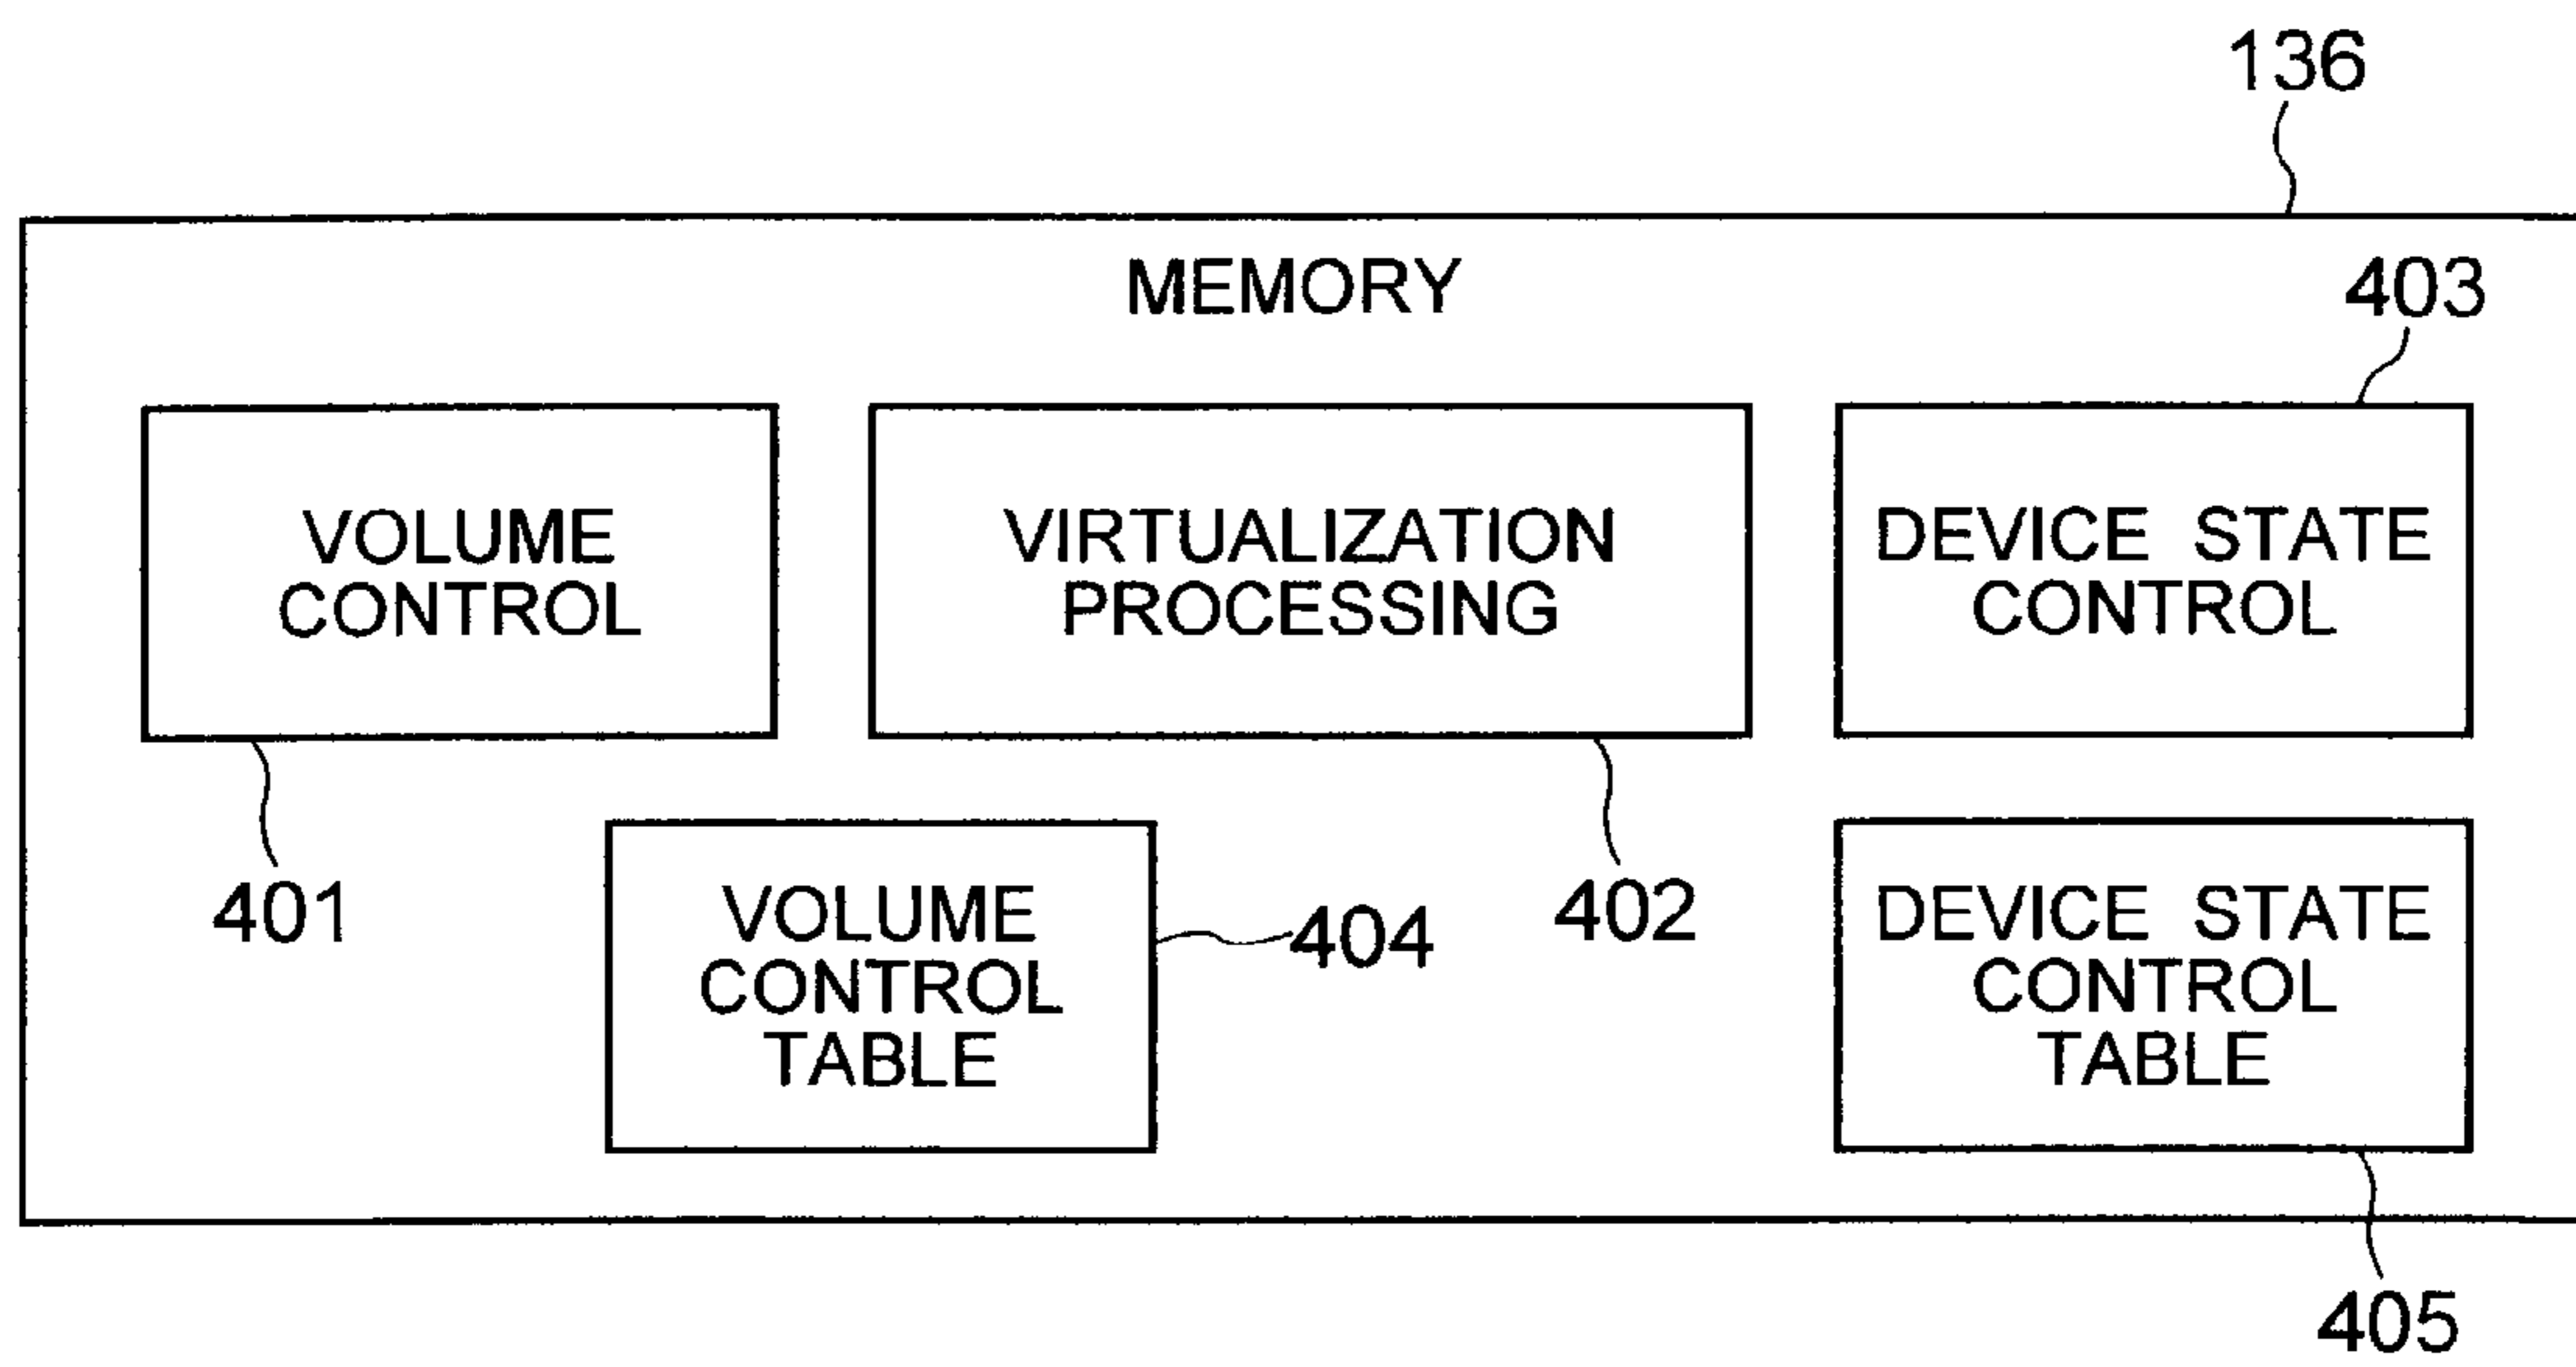 136
MEMORY
403
VOLUME
CONTROL
VIRTUALIZATION
PROCESSING
DEVICE STATE
CONTROL
401
VOLUME
CONTROL
TABLE
404
402
DEVICE STATE
CONTROL
TABLE
405